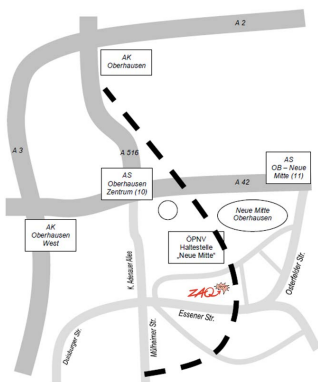 A 2
AK
Oberhausen
A 3
A 516
AS
Oberhausen
Zentrum (10)
A 42
AS
OB – Neue
Mitte (11)
AK
Oberhausen
West
Neue Mitte
Oberhausen
ÖPNV
Haltestelle
„Neue Mitte“
K. Adenauer Allee
Osterfelder Str.
ZAQ
Essener Str.
Duisburger Str.
Mülheimer Str.